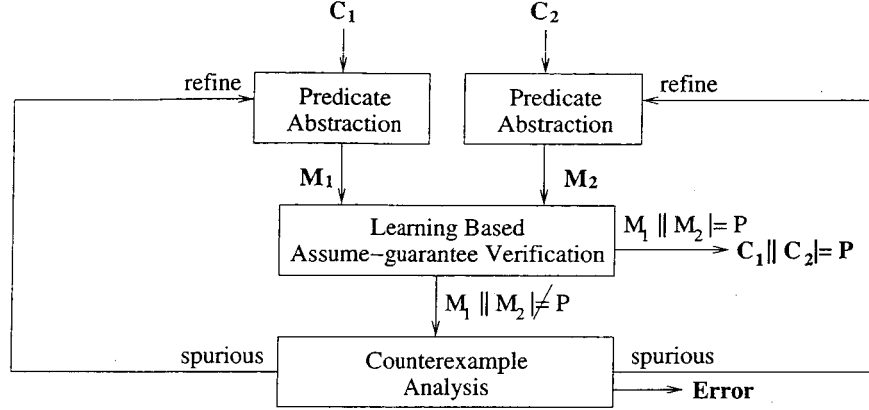 C₁ C₂
refine refine
Predicate
Abstraction
Predicate
Abstraction
M₁ M₂
Learning Based
Assume-guarantee Verification
M₁ || M₂ |= P
C₁ || C₂ |= P
M₁ || M₂ |≠ P
spurious spurious
Counterexample
Analysis
Error